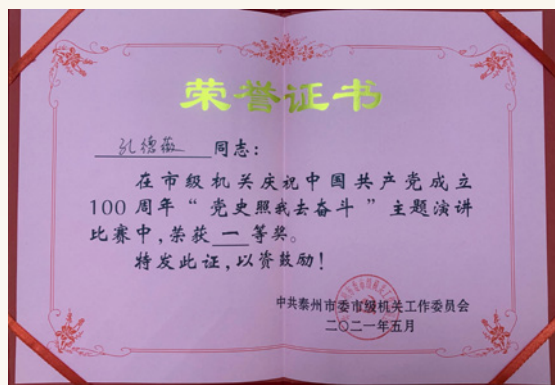 荣誉证书
孔德薇 同志：
在市级机关庆祝中国共产党成立
100周年“党史照我去奋斗”主题演讲
比赛中，荣获 一 等奖。
特发此证，以资鼓励！
中共泰州市委市级机关工作委员会
二〇二一年五月